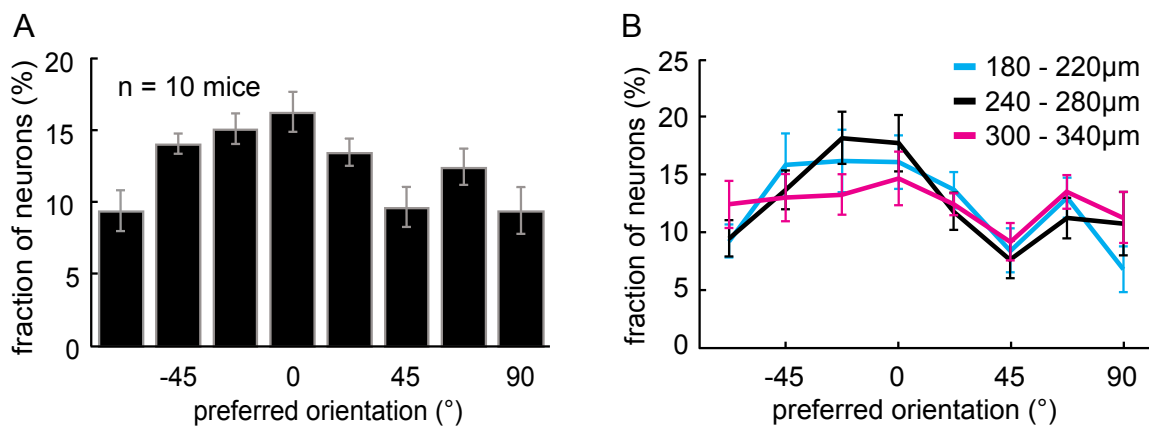 A
fraction of neurons (%)
20
15
10
5
0
n = 10 mice
-45 0 45 90
preferred orientation (°)
B
fraction of neurons (%)
25
20
15
10
5
0
180 - 220µm
240 - 280µm
300 - 340µm
-45 0 45 90
preferred orientation (°)